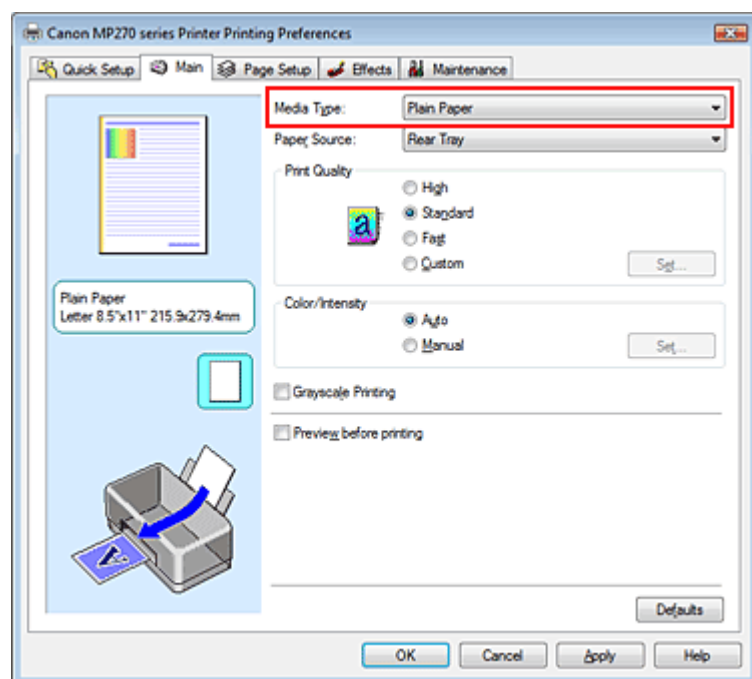 Canon MP270 series Printer Printing Preferences
Quick Setup Main Page Setup Effects Maintenance
Media Type: Plain Paper
Paper Source: Rear Tray
Print Quality
High
Standard
Fast
Custom Set...
Plain Paper
Letter 8.5"x11" 215.9x279.4mm
Color/Intensity
Auto
Manual Set...
Grayscale Printing
Preview before printing
Defaults
OK Cancel Apply Help